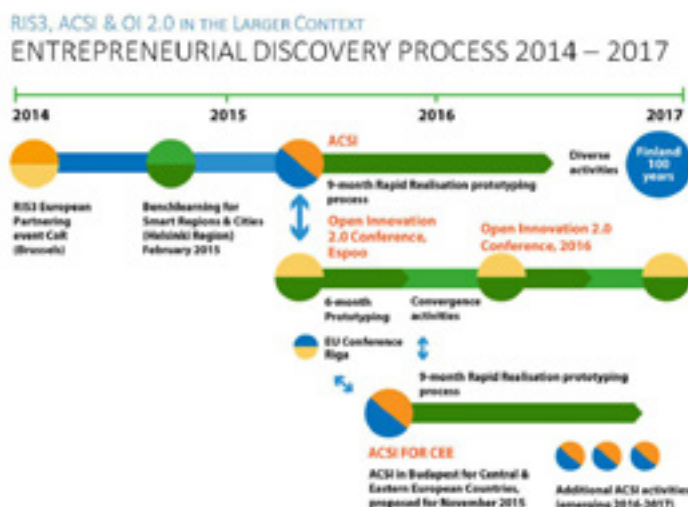 RIS3, ACSI & OI 2.0 IN THE LARGER CONTEXT
ENTREPRENEURIAL DISCOVERY PROCESS 2014 – 2017
2014
2015
2016
2017
ACSI
Diverse
activities
Finland
100
years
RIS3 European
Partnering
event CoR
(Brussels)
Benchlearning for
Smart Regions & Cities
(Helsinki Region)
February 2015
9-month Rapid Realisation prototyping
process
Open Innovation
2.0 Conference,
Espoo
Open Innovation 2.0
Conference, 2016
6-month
Prototyping
Convergence
activities
EU Conference
Riga
9-month Rapid Realisation prototyping
process
ACSI FOR CEE
ACSI in Budapest for Central &
Eastern European Countries,
proposed for November 2015
Additional ACSI activities
(emerging 2016-2017)